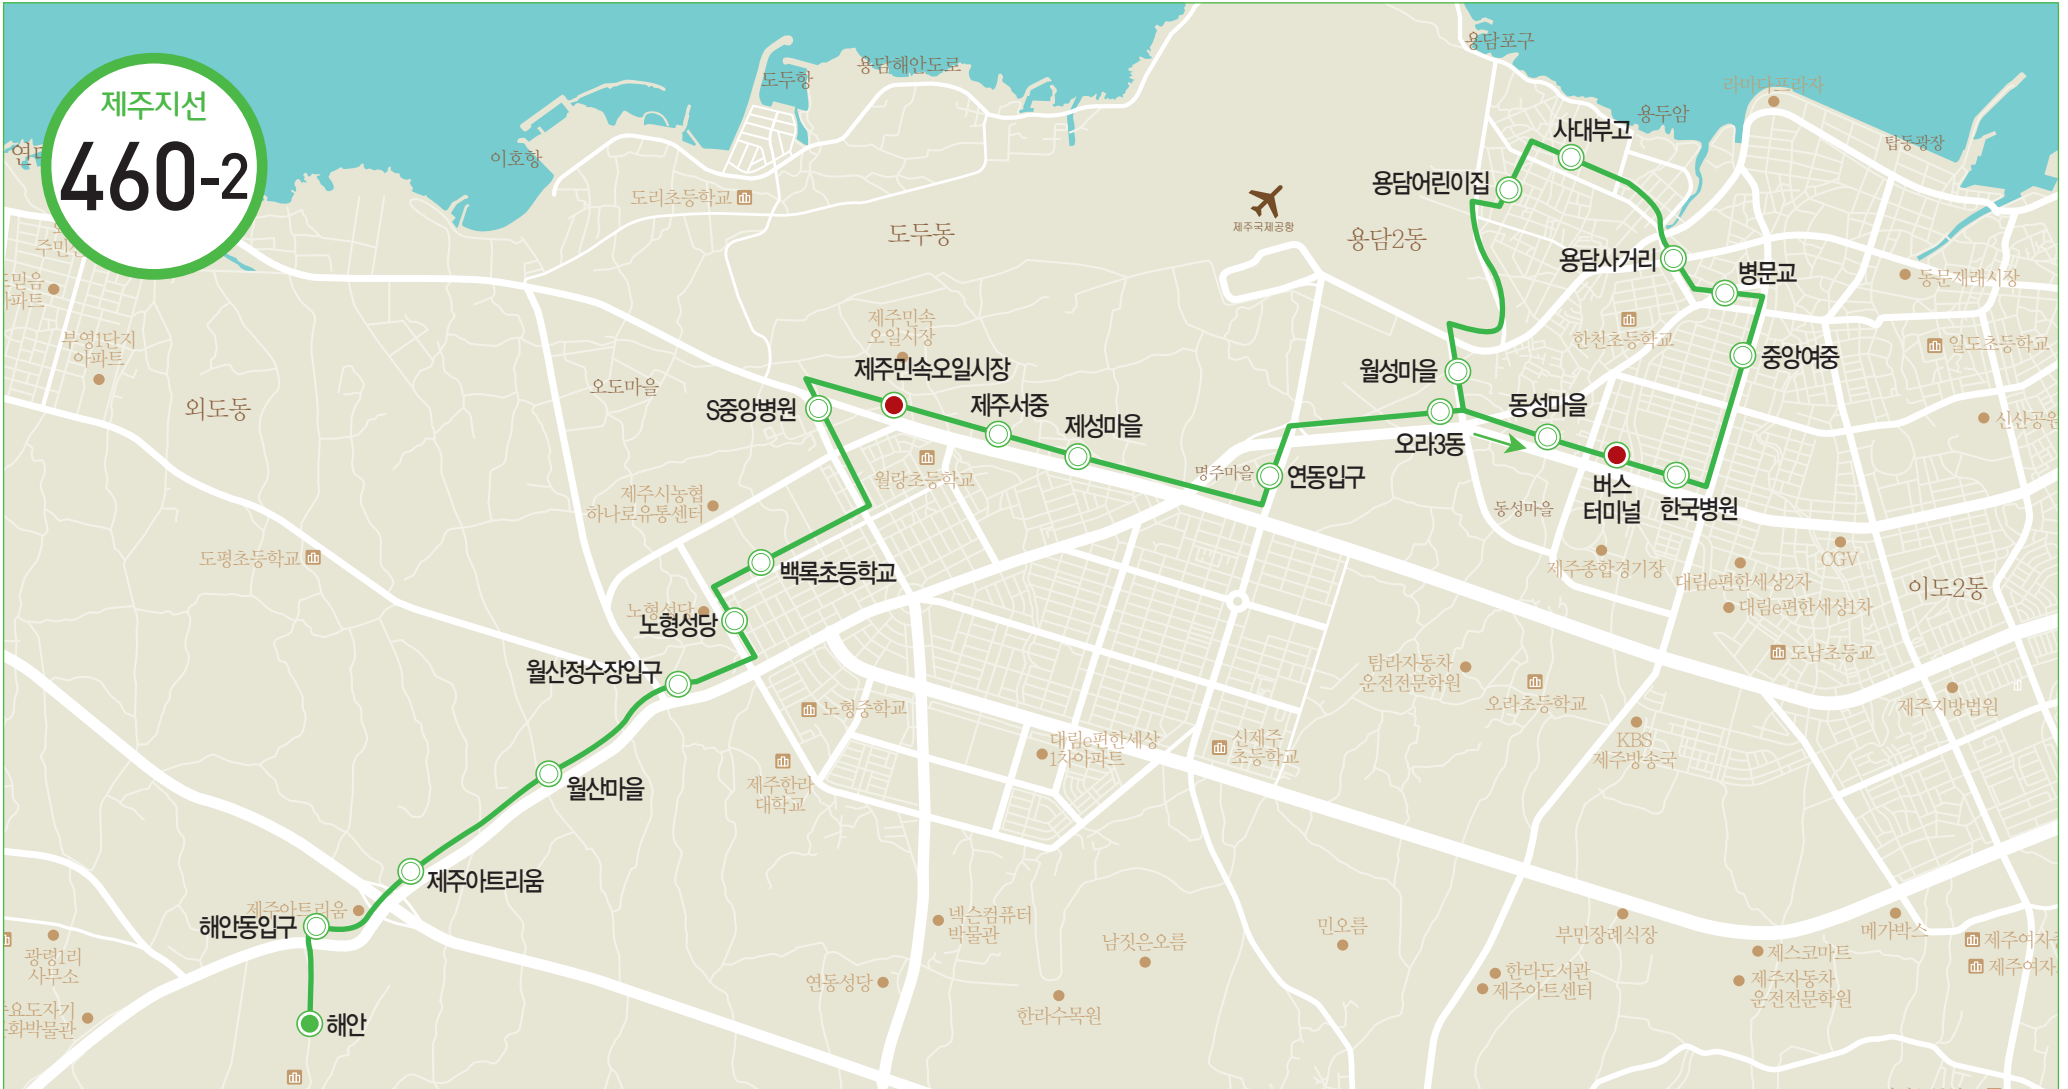 제주지선
460-2
용담포구
용담해안도로
도두항
라마다프라자
용두암
사대부고
탑동광장
이호항
용담어린이집
도리초등학교
제주국제공항
도두동
용담2동
용담사거리
병문교
동문재래시장
제주민속
오일시장
부영1단지
아파트
한천초등학교
일도초등학교
중앙여중
제주민속오일시장
월성마을
오도마을
외도동
S중앙병원
제주서중
제성마을
동성마을
신산공원
오라3동
월랑초등학교
명주마을
연동입구
버스
터미널
한국병원
동성마을
제주시농협
하나로유통센터
도평초등학교
제주종합경기장
CGV
대림e편한세상2차
대림e편한세상1차
이도2동
백록초등학교
노형성당
노형성당
월산정수장입구
탐라자동차
운전전문학원
도남초등교
오라초등학교
제주지방법원
노형중학교
KBS
제주방송국
대림e편한세상
1차아파트
신제주
초등학교
월산마을
제주한라
대학교
제주아트리움
제주아트리움
해안동입구
넥슨컴퓨터
박물관
남짓은오름
민오름
부민장례식장
메가박스
제스코마트
광령1리
사무소
연동성당
한라도서관
제주아트센터
제주자동차
운전전문학원
한라수목원
해안